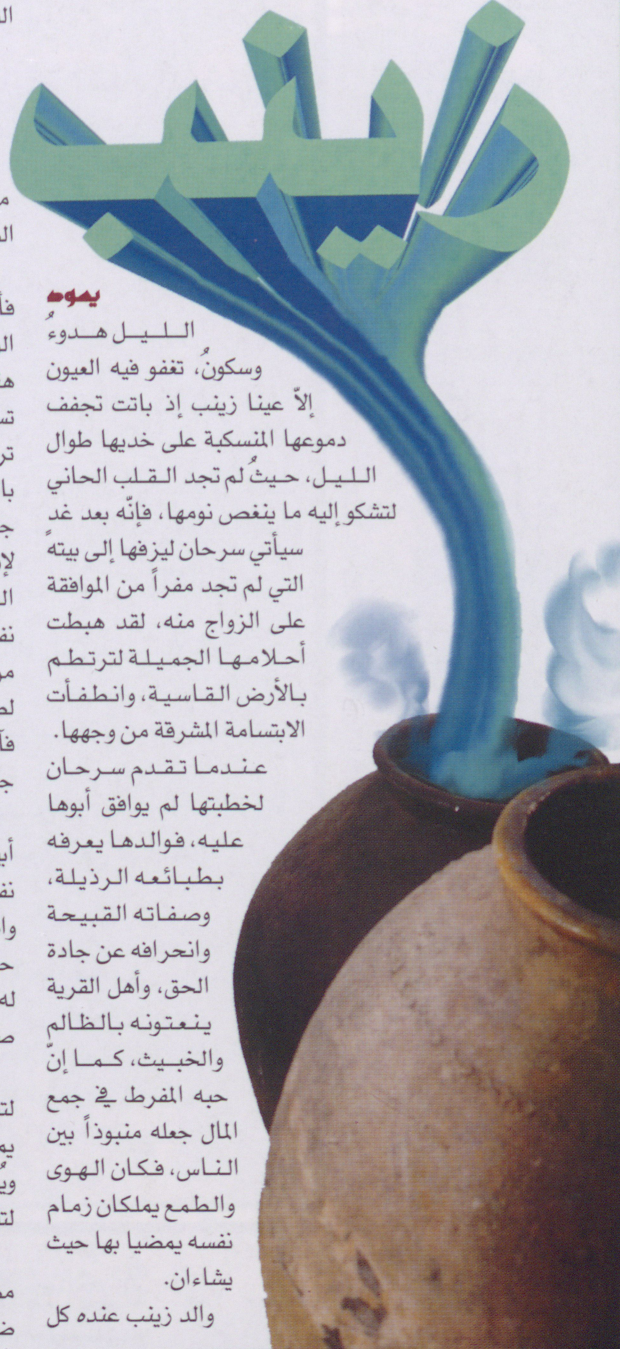 زينب
يموت
الليل هدوءٌ
وسكونٌ، تغفو فيه العيون
إلاّ عينا زينب إذ باتت تجفف
دموعها المنسكبة على خديها طوال
الليل، حيثُ لم تجد القلب الحاني
لتشكو إليه ما ينغص نومها، فإنّه بعد غدٍ
سيأتي سرحان ليزفها إلى بيته
التي لم تجد مفراً من الموافقة
على الزواج منه، لقد هبطت
أحلامها الجميلة لترتطم
بالأرض القاسية، وانطفأت
الابتسامة المشرقة من وجهها.
عندما تقدم سرحان
لخطبتها لم يوافق أبوها
عليه، فوالدها يعرفه
بطبائعه الرذيلة،
وصفاته القبيحة
وانحرافه عن جادة
الحق، وأهل القرية
ينعتونه بالظالم
والخبيث، كما إنّ
حبه المفرط في جمع
المال جعله منبوذاً بين
الناس، فكان الهوى
والطمع يملكان زمام
نفسه يمضيا بها حيث
يشاءان.
والد زينب عنده كل